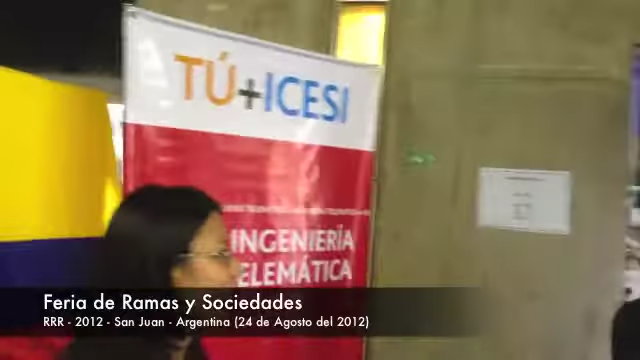 TÚ+ICESI
INGENIERÍA
TELEMÁTICA
Feria de Ramas y Sociedades
RRR - 2012 - San Juan - Argentina (24 de Agosto del 2012)